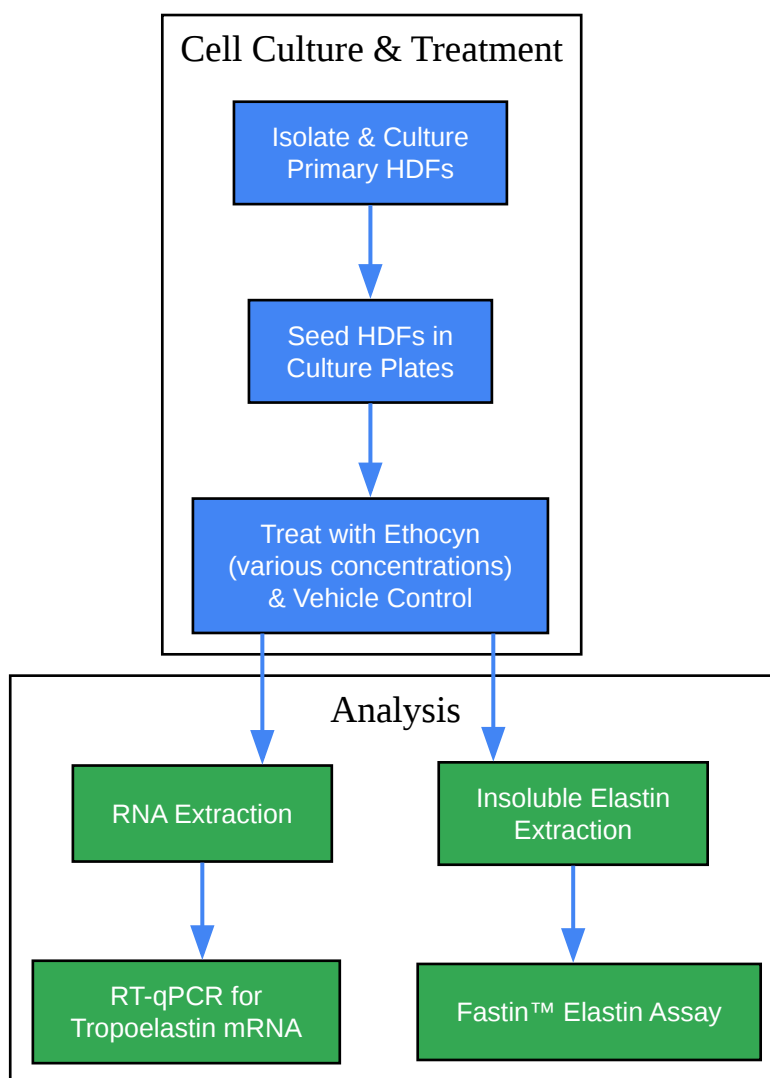 Cell Culture & Treatment
Isolate & Culture
Primary HDFs
Seed HDFs in
Culture Plates
Treat with Ethocyn
(various concentrations)
& Vehicle Control
Analysis
RNA Extraction
Insoluble Elastin
Extraction
RT-qPCR for
Tropoelastin mRNA
Fastin™ Elastin Assay